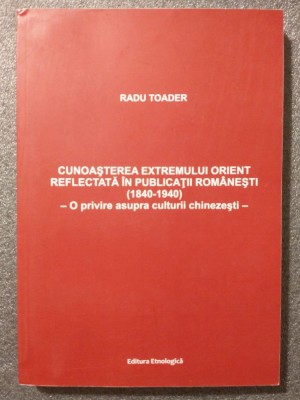 RADU TOADER
CUNOAŞTEREA EXTREMULUI ORIENT
REFLECTATĂ ÎN PUBLICAŢII ROMÂNEŞTI
(1840-1940)
– O privire asupra culturii chinezeşti –
Editura Etnologică